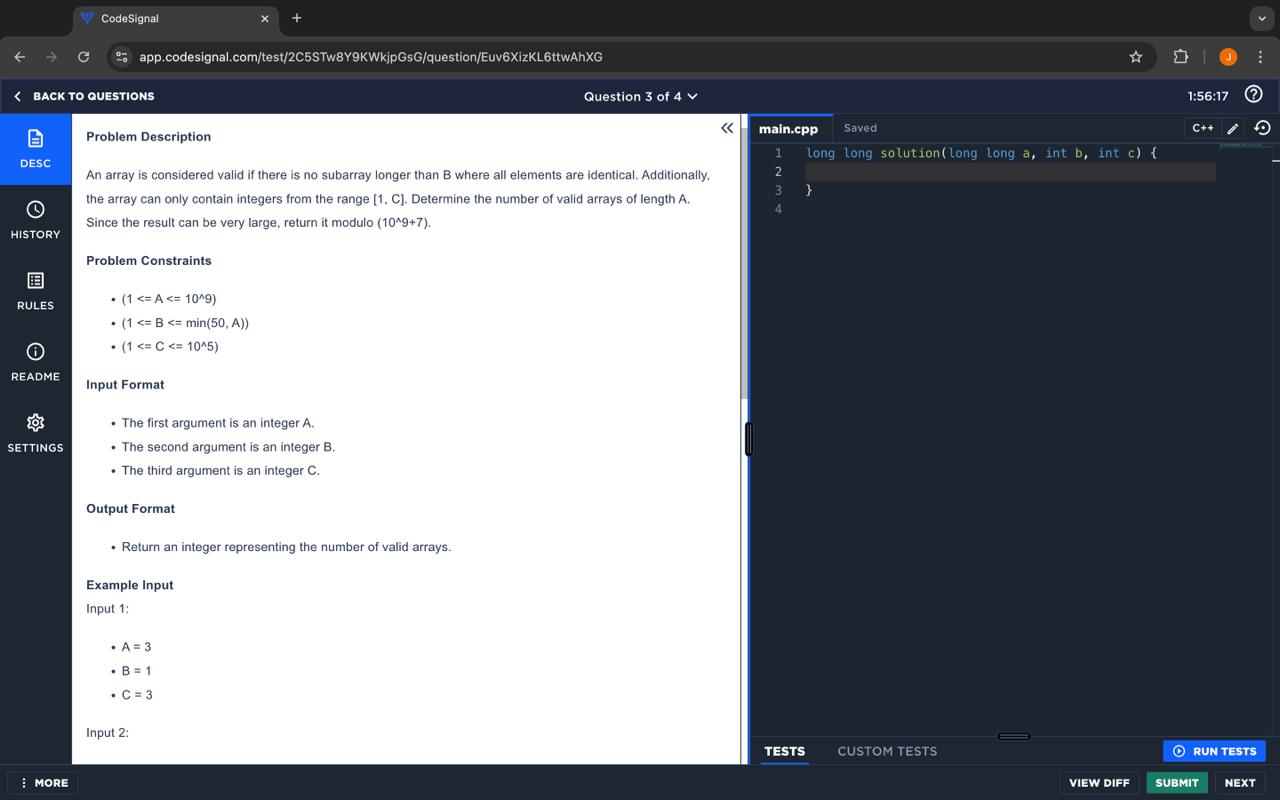 CodeSignal
app.codesignal.com/test/2C5STw8Y9KWkjpGsG/question/Euv6XizKL6ttwAhXG
J
BACK TO QUESTIONS
Question 3 of 4
1:56:17
DESC
HISTORY
RULES
README
SETTINGS
Problem Description
An array is considered valid if there is no subarray longer than B where all elements are identical. Additionally,
the array can only contain integers from the range [1, C]. Determine the number of valid arrays of length A.
Since the result can be very large, return it modulo (10^9+7).
Problem Constraints
• (1 <= A <= 10^9)
• (1 <= B <= min(50, A))
• (1 <= C <= 10^5)
Input Format
• The first argument is an integer A.
• The second argument is an integer B.
• The third argument is an integer C.
Output Format
• Return an integer representing the number of valid arrays.
Example Input
Input 1:
• A = 3
• B = 1
• C = 3
Input 2:
main.cpp
Saved
C++
1 long long solution(long long a, int b, int c) {
2
3 }
4
TESTS
CUSTOM TESTS
RUN TESTS
MORE
VIEW DIFF
SUBMIT
NEXT